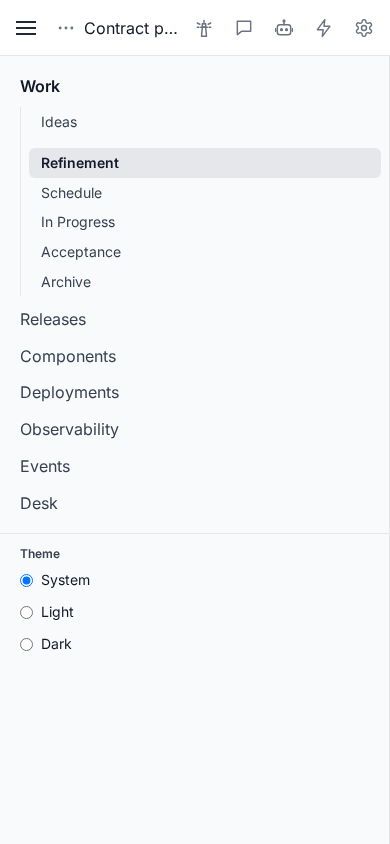 Contract p...
Work
Ideas
Refinement
Schedule
In Progress
Acceptance
Archive
Releases
Components
Deployments
Observability
Events
Desk
Theme
System
Light
Dark